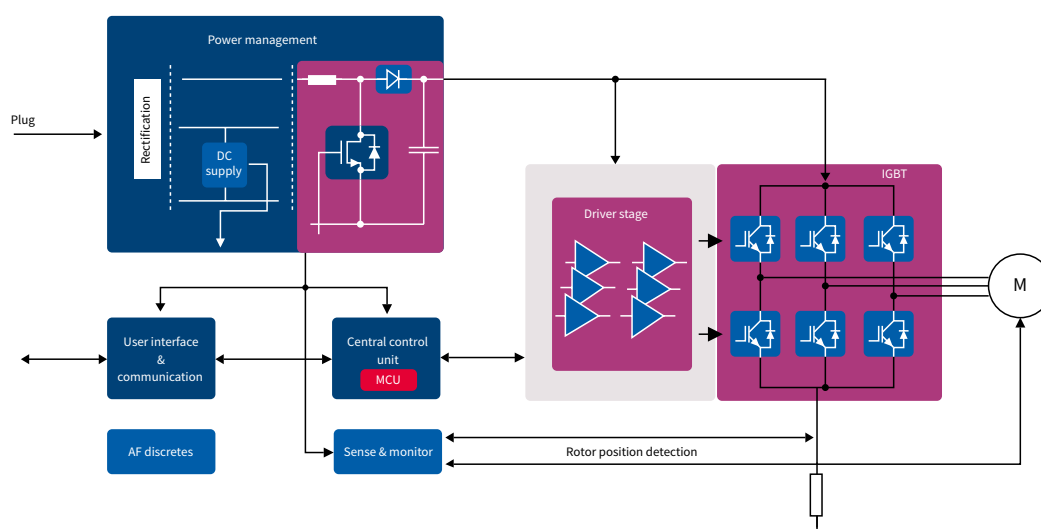 Power management
Plug
Rectification
DC
supply
IGBT
Driver stage
M
User interface
&
communication
Central control
unit
MCU
AF discretes
Sense & monitor
Rotor position detection